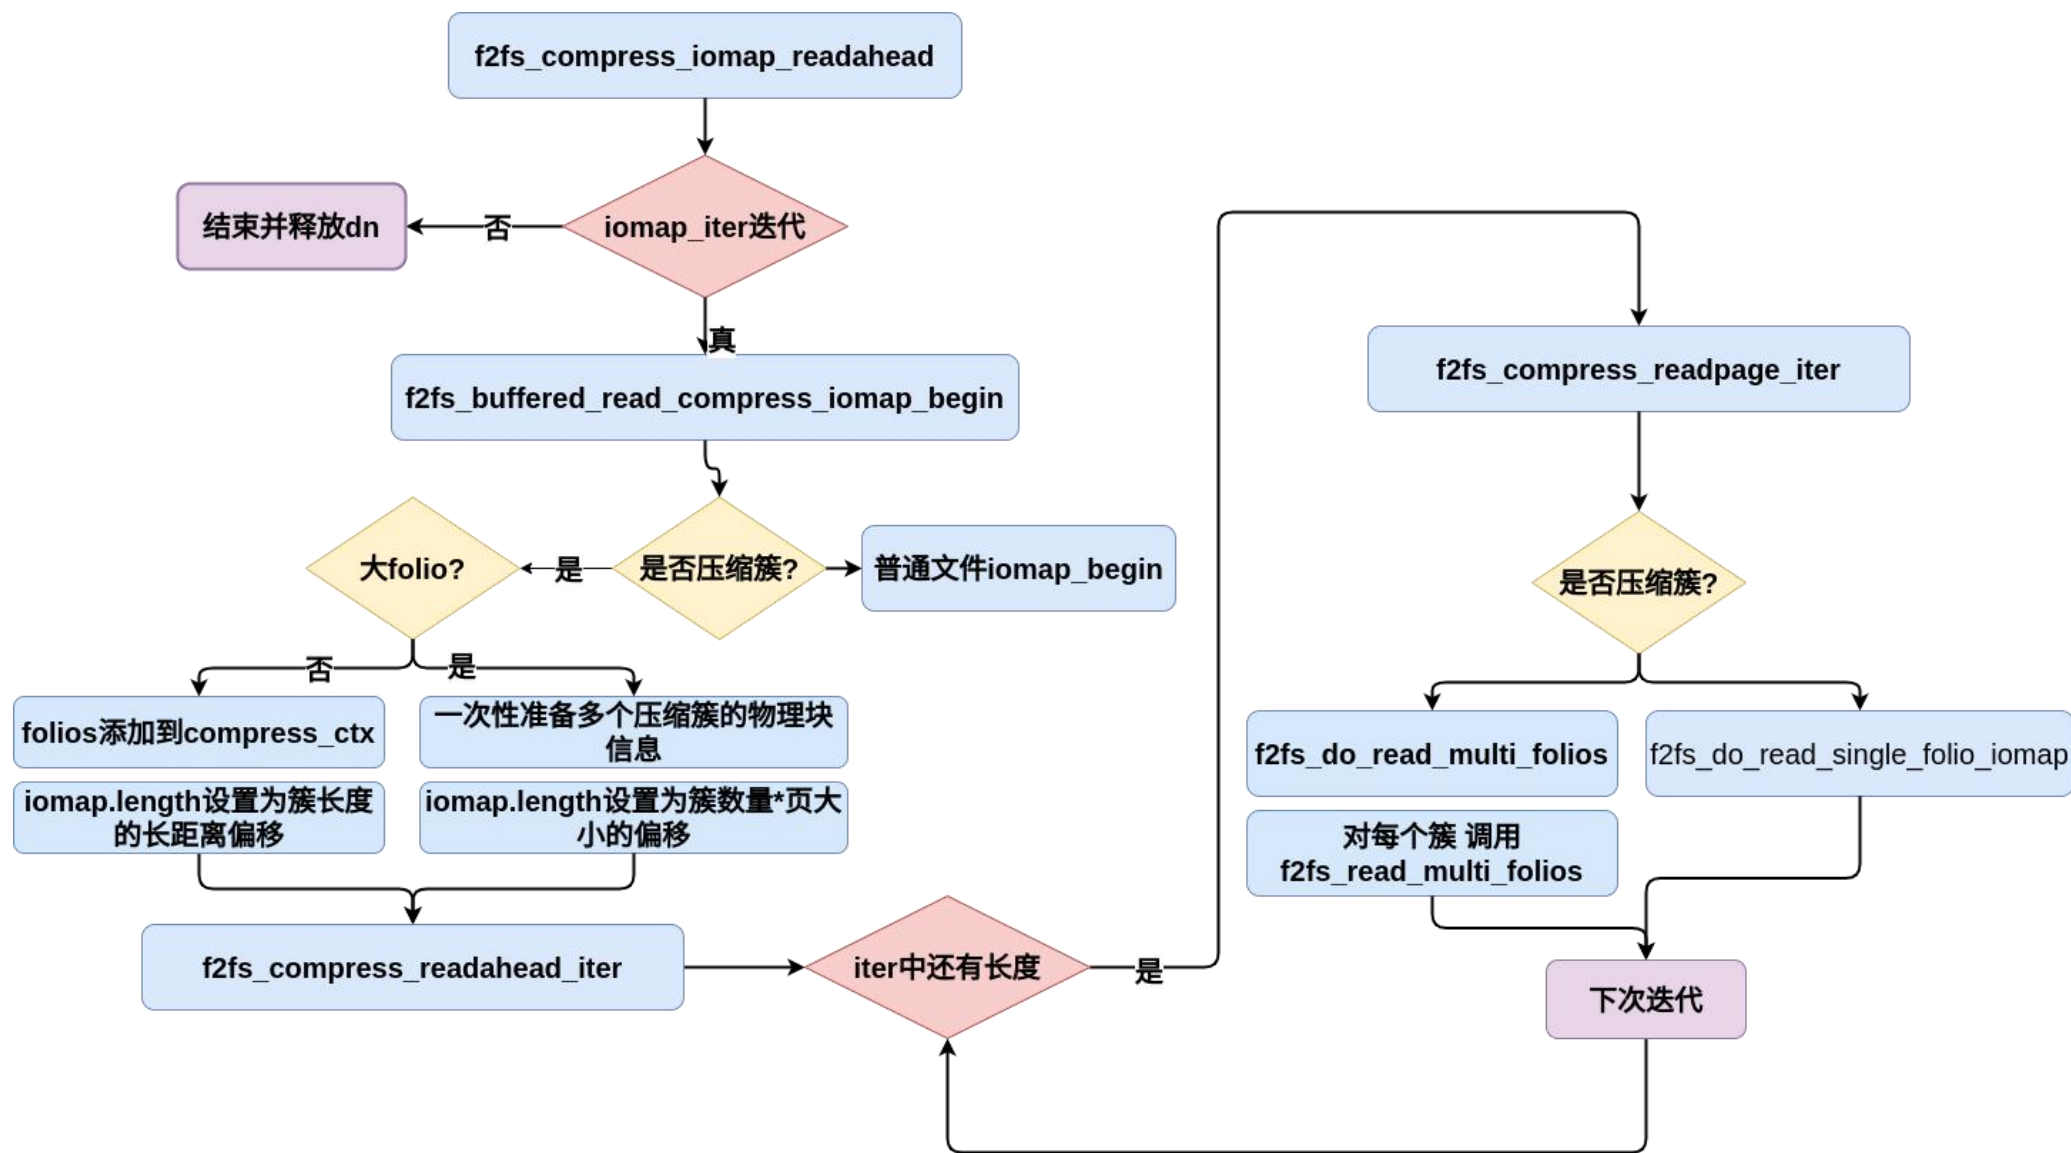 f2fs_compress_iomap_readahead
结束并释放dn
否
iomap_iter迭代
真
f2fs_buffered_read_compress_iomap_begin
大folio?
是
是否压缩簇?
普通文件iomap_begin
否
是
folios添加到compress_ctx
一次性准备多个压缩簇的物理块
信息
iomap.length设置为簇长度
的长距离偏移
iomap.length设置为簇数量*页大
小的偏移
f2fs_compress_readahead_iter
iter中还有长度
是
f2fs_compress_readpage_iter
是否压缩簇?
f2fs_do_read_multi_folios
f2fs_do_read_single_folio_iomap
对每个簇 调用
f2fs_read_multi_folios
下次迭代